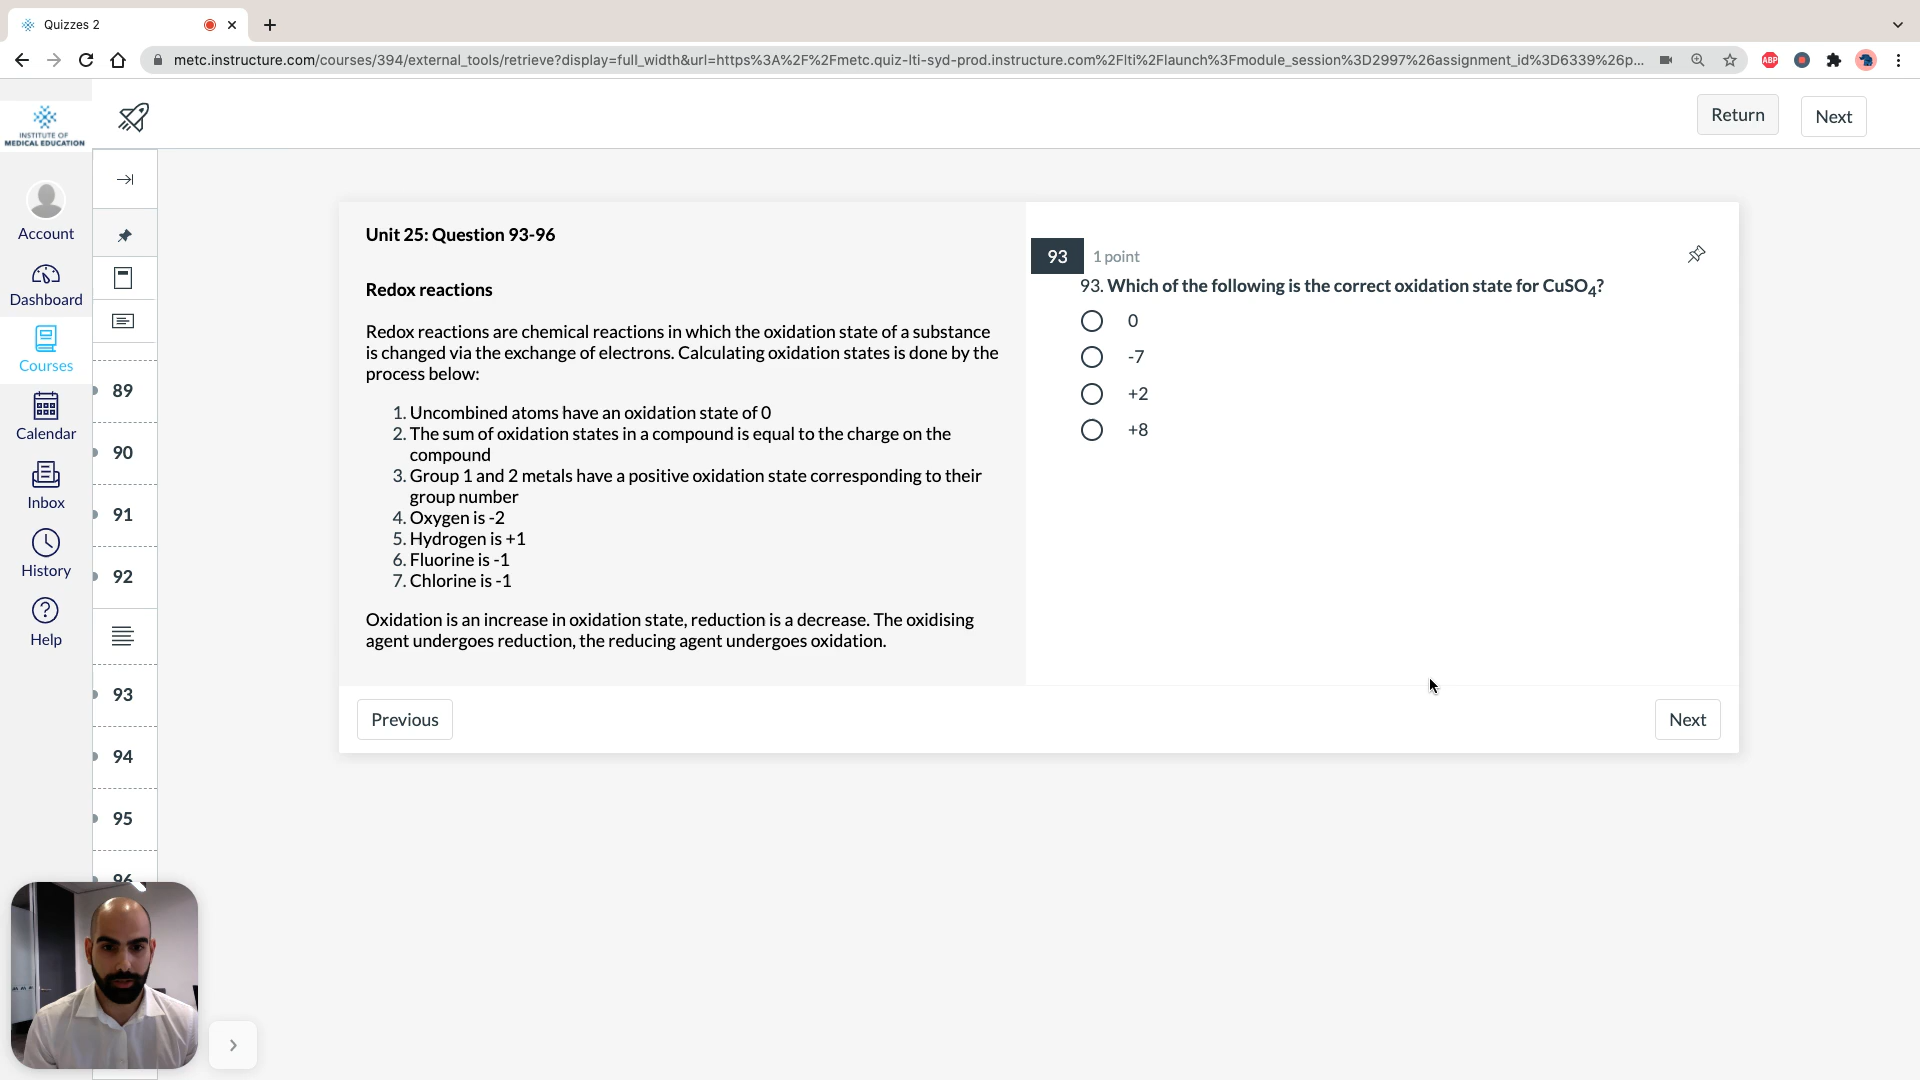 Quizzes 2
metc.instructure.com/courses/394/external_tools/retrieve?display=full_width&url=https%3A%2F%2Fmetc.quiz-lti-syd-prod.instructure.com%2Flti%2Flaunch%3Fmodule_session%3D2997%26assignment_id%3D6339%26p...
ABP
INSTITUTE OF
MEDICAL EDUCATION
Return
Next
Account
Dashboard
Courses
Calendar
Inbox
History
Help
89
90
91
92
93
94
95
96
Unit 25: Question 93-96
Redox reactions
Redox reactions are chemical reactions in which the oxidation state of a substance
is changed via the exchange of electrons. Calculating oxidation states is done by the
process below:
1. Uncombined atoms have an oxidation state of 0
2. The sum of oxidation states in a compound is equal to the charge on the
compound
3. Group 1 and 2 metals have a positive oxidation state corresponding to their
group number
4. Oxygen is -2
5. Hydrogen is +1
6. Fluorine is -1
7. Chlorine is -1
Oxidation is an increase in oxidation state, reduction is a decrease. The oxidising
agent undergoes reduction, the reducing agent undergoes oxidation.
93
1 point
93. Which of the following is the correct oxidation state for CuSO₄?
0
-7
+2
+8
Previous
Next